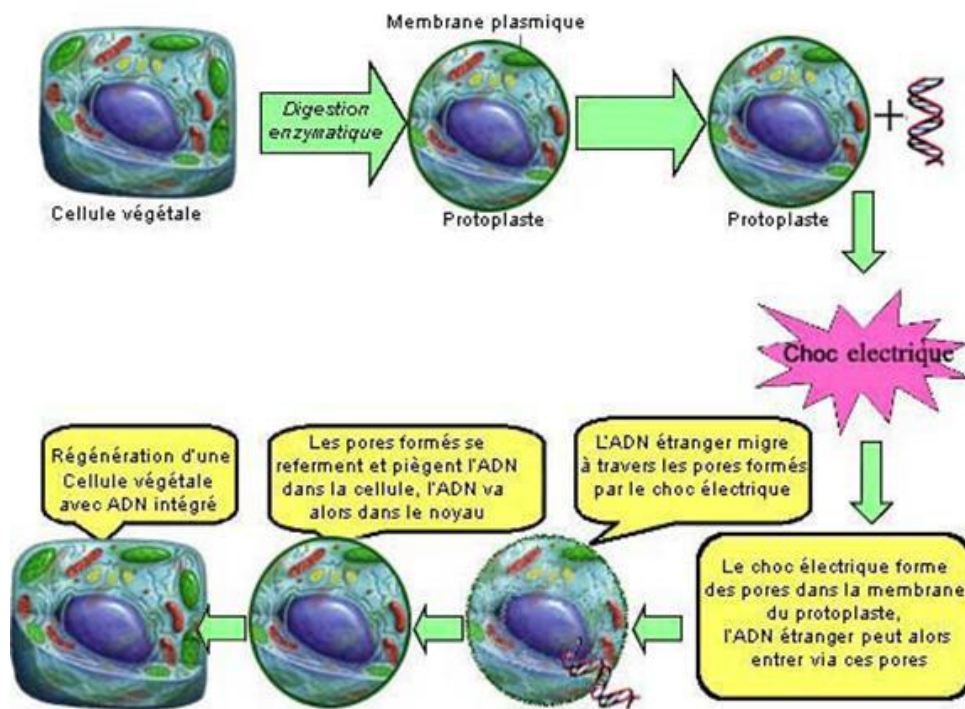 Membrane plasmique
Digestion
enzymatique
Cellule végétale
Protoplaste
Protoplaste
+
Choc electrique
Le choc électrique forme
des pores dans la membrane
du protoplaste,
l'ADN étranger peut alors
entrer via ces pores
L'ADN étranger migre
à travers les pores formés
par le choc électrique
Les pores formés se
referment et piègent l'ADN
dans la cellule, l'ADN va
alors dans le noyau
Régénération d'une
Cellule végétale
avec ADN intégré